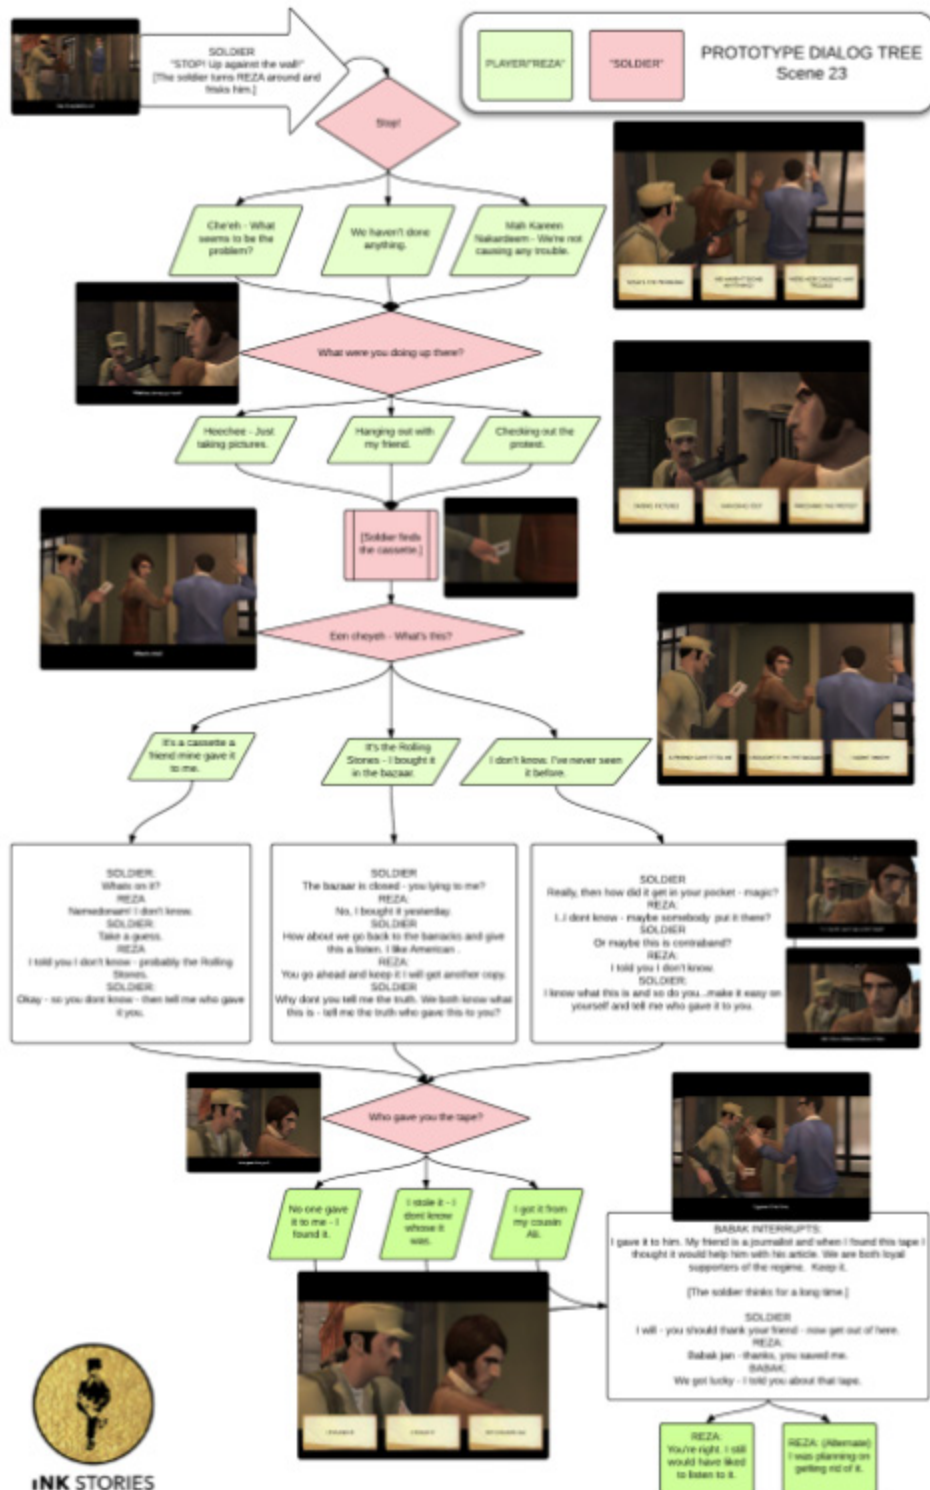 SOLDIER
"STOP! Up against the wall!"
[The soldier turns REZA around and
frisks him.]
PLAYER/"REZA"
"SOLDIER"
PROTOTYPE DIALOG TREE
Scene 23
Stop!
Che'eh - What
seems to be the
problem?
We haven't done
anything.
Mah Kareen
Nakardeem - We're not
causing any trouble.
What were you doing up there?
Heechee - Just
taking pictures.
Hanging out with
my friend.
Checking out the
protest.
[Soldier finds
the cassette.]
Een cheyeh - What's this?
It's a cassette a
friend mine gave it
to me.
It's the Rolling
Stones - I bought it
in the bazaar.
I don't know. I've never seen
it before.
SOLDIER:
Whats on it?
REZA
Nemedonam! I don't know.
SOLDIER:
Take a guess.
REZA
I told you I don't know - probably the Rolling
Stones.
SOLDIER:
Okay - so you dont know - then tell me who gave
it you.
SOLDIER
The bazaar is closed - you lying to me?
REZA:
No, I bought it yesterday.
SOLDIER
How about we go back to the barracks and give
this a listen. I like American .
REZA:
You go ahead and keep it I will get another copy.
SOLDIER
Why dont you tell me the truth. We both know what
this is - tell me the truth who gave this to you?
SOLDIER
Really, then how did it get in your pocket - magic?
REZA:
I..I dont know - maybe somebody put it there?
SOLDIER
Or maybe this is contraband?
REZA:
I told you I don't know.
SOLDIER:
I know what this is and so do you...make it easy on
yourself and tell me who gave it to you.
Who gave you the tape?
No one gave
it to me - I
found it.
I stole it - I
dont know
whose it
was.
I got it from
my cousin
Ali.
BABAK INTERRUPTS:
I gave it to him. My friend is a journalist and when I found this tape I
thought it would help him with his article. We are both loyal
supporters of the regime. Keep it.
[The soldier thinks for a long time.]
SOLDIER
I will - you should thank your friend - now get out of here.
REZA:
Babak jan - thanks, you saved me.
BABAK:
We got lucky - I told you about that tape.
REZA:
You're right. I still
would have liked
to listen to it.
REZA: (Alternate)
I was planning on
getting rid of it.
iNK STORIES